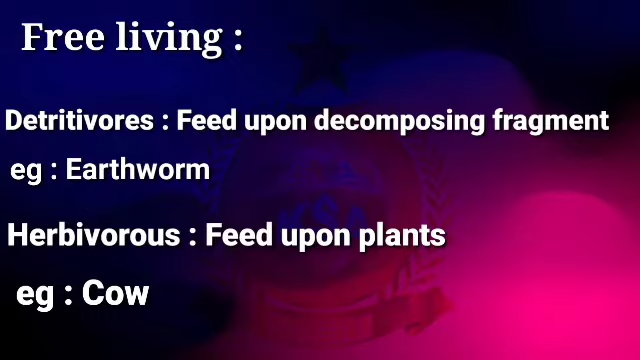 Free living :
Detritivores : Feed upon decomposing fragment
eg : Earthworm
Herbivorous : Feed upon plants
eg : Cow